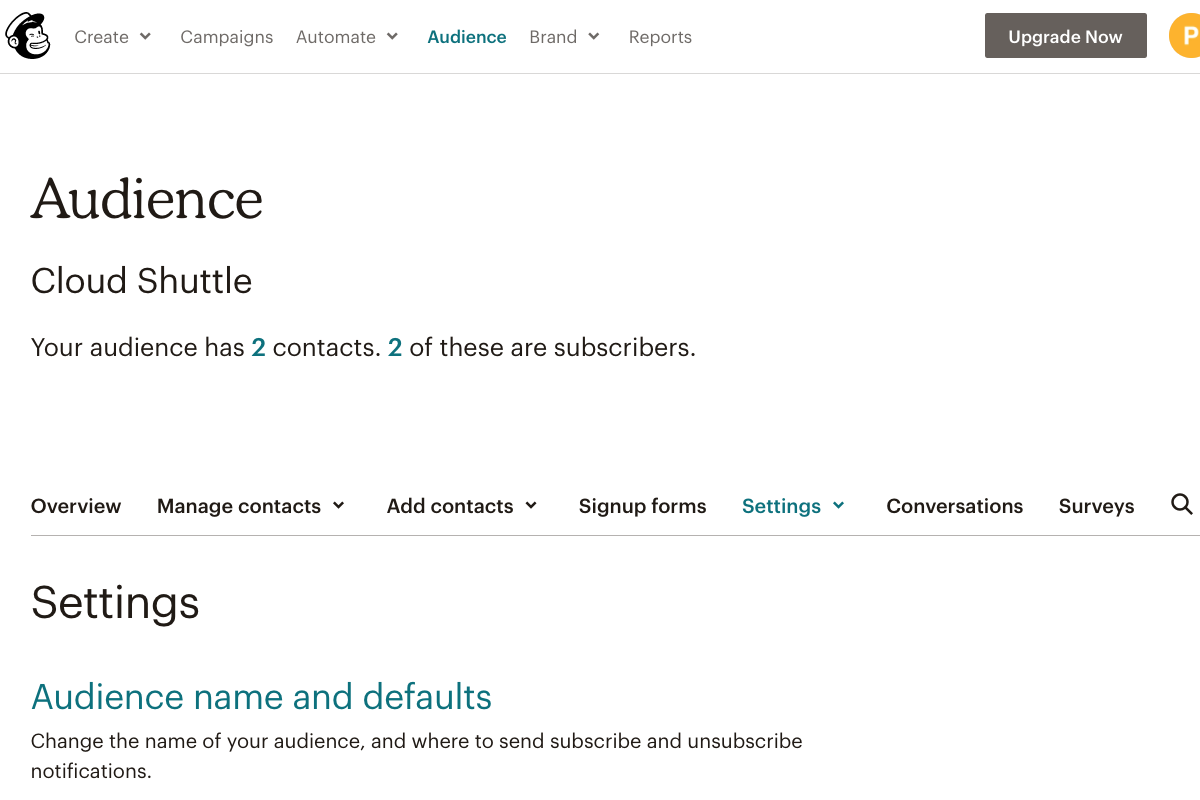 Create Campaigns Automate Audience Brand Reports Upgrade Now P
Audience
Cloud Shuttle
Your audience has 2 contacts. 2 of these are subscribers.
Overview Manage contacts Add contacts Signup forms Settings Conversations Surveys
Settings
Audience name and defaults
Change the name of your audience, and where to send subscribe and unsubscribe
notifications.